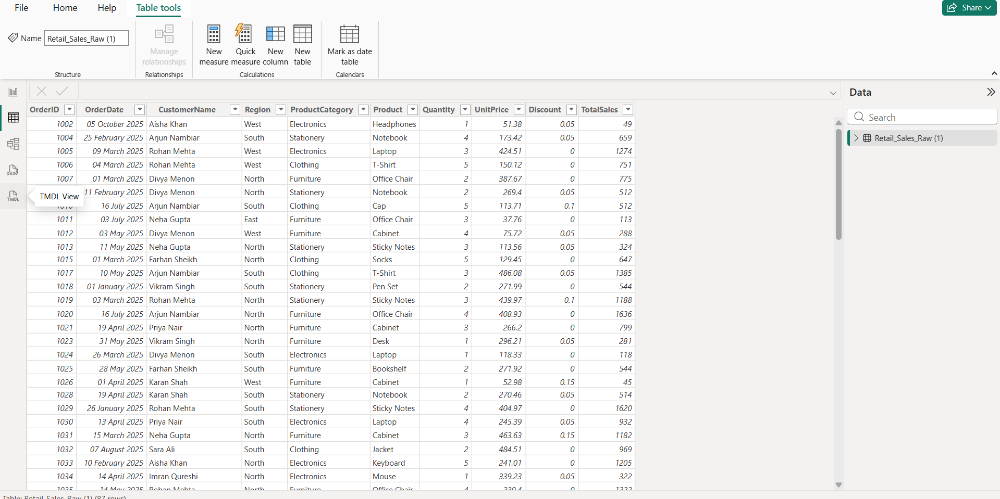 File Home Help Table tools Share
Name Retail_Sales_Raw (1)
Manage relationships
New measure
Quick measure
New column
New table
Mark as date table
Structure Relationships Calculations Calendars
Data
OrderID OrderDate CustomerName Region ProductCategory Product Quantity UnitPrice Discount TotalSales
Search
Retail_Sales_Raw (1)
1002 05 October 2025 Aisha Khan West Electronics Headphones 1 51.38 0.05 49
1004 25 February 2025 Arjun Nambiar South Stationery Notebook 4 173.42 0.05 659
1005 09 March 2025 Rohan Mehta West Electronics Laptop 3 424.51 0 1274
1006 04 March 2025 Rohan Mehta West Clothing T-Shirt 5 150.12 0 751
1007 01 March 2025 Divya Menon North Furniture Office Chair 2 387.67 0 775
TMDL View
11 February 2025 Divya Menon North Stationery Notebook 2 269.4 0.05 512
16 July 2025 Arjun Nambiar South Clothing Cap 5 113.71 0.1 512
1011 03 July 2025 Neha Gupta East Furniture Office Chair 3 37.76 0 113
1012 03 May 2025 Divya Menon West Furniture Cabinet 4 75.72 0.05 288
1013 11 May 2025 Neha Gupta North Stationery Sticky Notes 3 113.56 0.05 324
1015 01 March 2025 Farhan Sheikh North Clothing Socks 5 129.45 0 647
1017 10 May 2025 Arjun Nambiar South Clothing T-Shirt 3 486.08 0.05 1385
1018 01 January 2025 Vikram Singh South Stationery Pen Set 2 271.99 0 544
1019 03 March 2025 Rohan Mehta North Stationery Sticky Notes 3 439.97 0.1 1188
1020 16 July 2025 Arjun Nambiar North Furniture Office Chair 4 408.93 0 1636
1021 19 April 2025 Priya Nair North Furniture Cabinet 3 266.2 0 799
1023 31 May 2025 Vikram Singh North Furniture Desk 1 296.21 0.05 281
1024 26 March 2025 Divya Menon South Electronics Laptop 1 118.33 0 118
1025 28 May 2025 Farhan Sheikh South Furniture Bookshelf 2 271.92 0 544
1026 01 April 2025 Karan Shah West Furniture Cabinet 1 52.98 0.15 45
1028 19 April 2025 Karan Shah South Stationery Notebook 2 270.46 0.05 514
1029 26 January 2025 Rohan Mehta South Stationery Sticky Notes 4 404.97 0 1620
1030 13 April 2025 Priya Nair South Electronics Laptop 4 245.39 0.05 932
1031 15 March 2025 Neha Gupta North Furniture Cabinet 3 463.63 0.15 1182
1032 07 August 2025 Sara Ali South Clothing Jacket 2 484.51 0 969
1033 10 February 2025 Aisha Khan North Electronics Keyboard 5 241.01 0 1205
1034 14 April 2025 Imran Qureshi North Electronics Mouse 1 339.23 0.05 322
1035 14 May 2025 Rohan Mehta North Furniture Office Chair 4 330.4 0 1322
Table: Retail_Sales_Raw (1) (87 rows)
DAX
TMDL